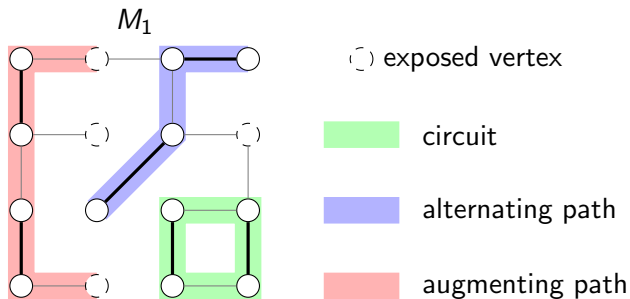 M₁
exposed vertex
circuit
alternating path
augmenting path